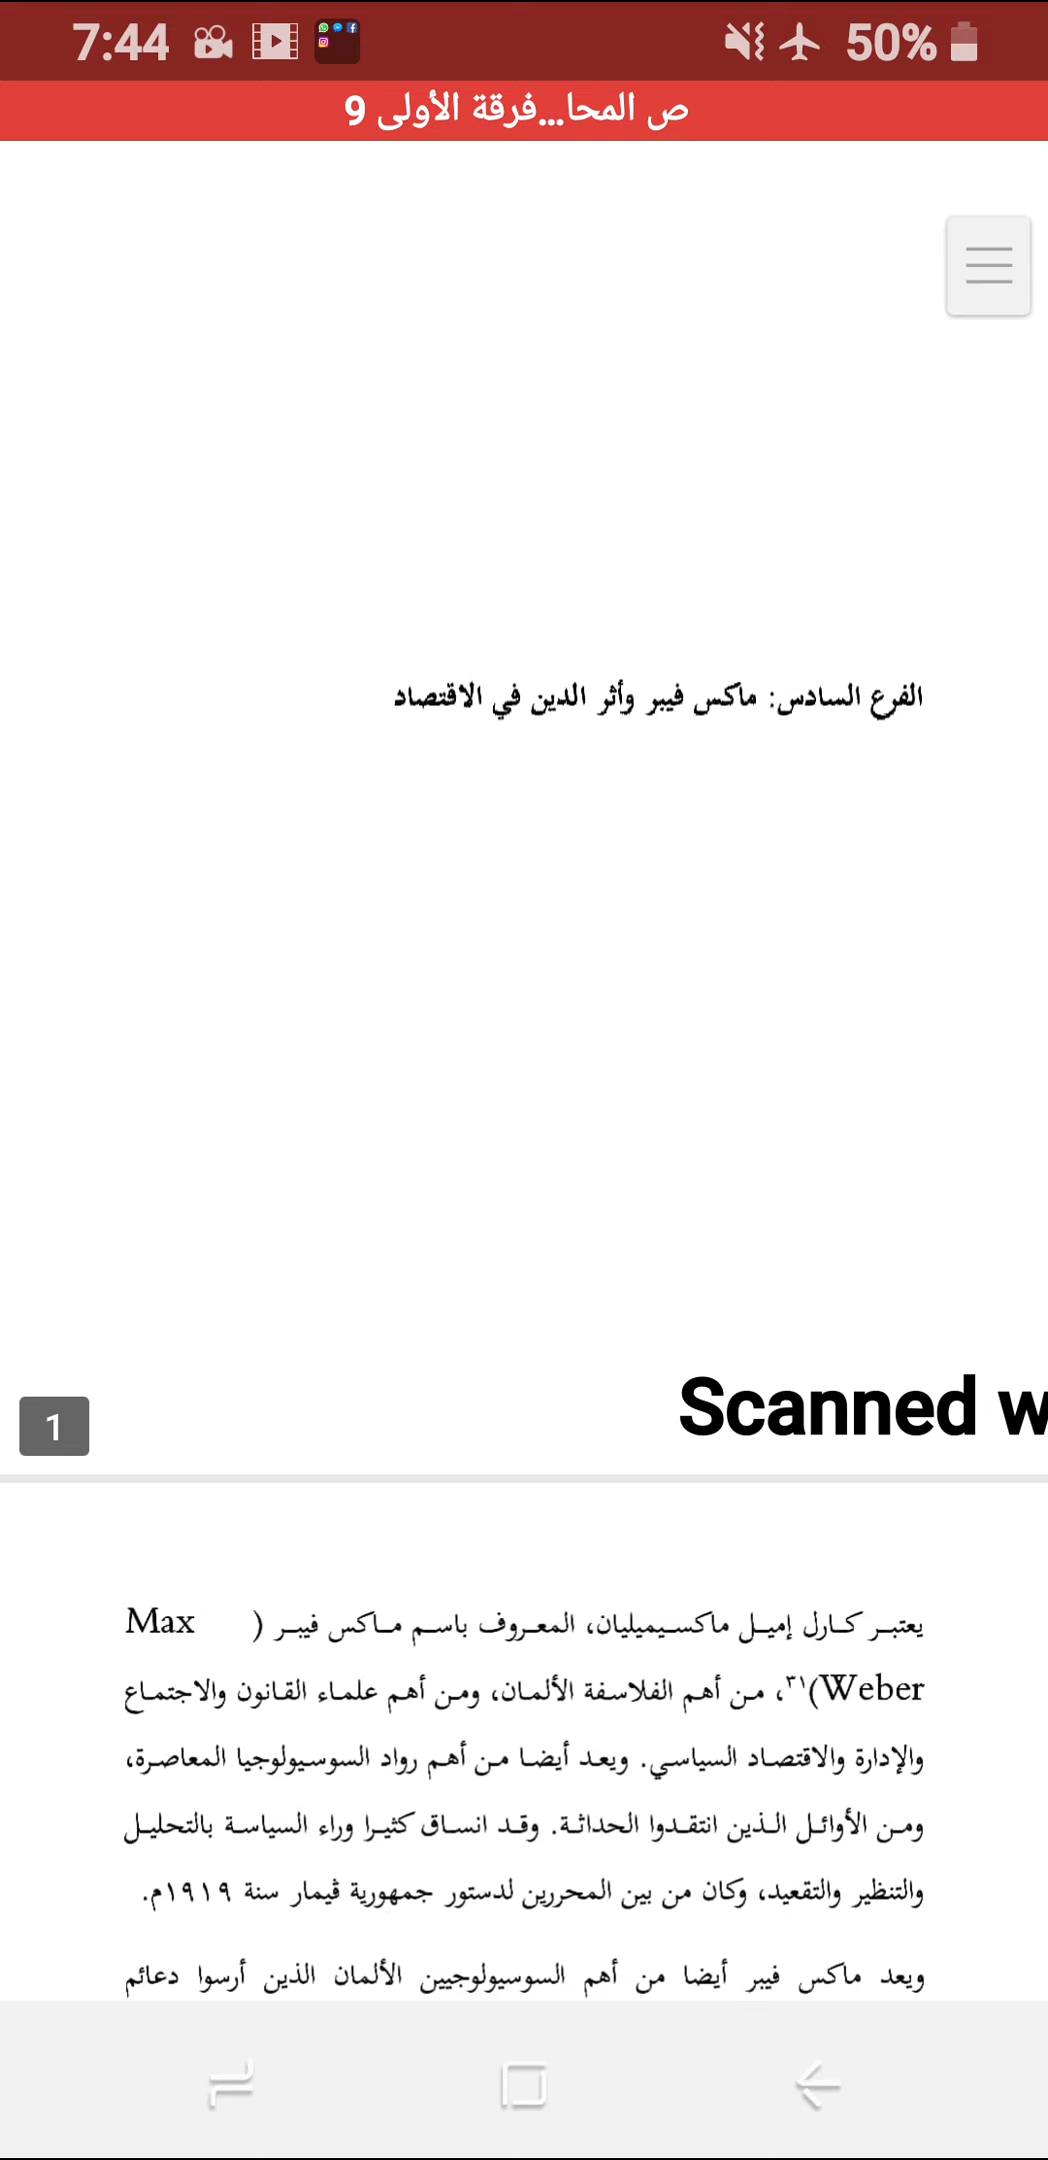 7:44
50%
ص المحا...فرقة الأولى 9
الفرع السادس: ماكس فيبر وأثر الدين في الاقتصاد
Scanned w
1
يعتبر كارل إميل ماكسيميليان، المعروف باسم ماكس فيبر ( Max
Weber)٣١، من أهم الفلاسفة الألمان، ومن أهم علماء القانون والاجتماع
والإدارة والاقتصاد السياسي. ويعد أيضا من أهم رواد السوسيولوجيا المعاصرة،
ومن الأوائل الذين انتقدوا الحداثة. وقد انساق كثيرا وراء السياسة بالتحليل
والتنظير والتقعيد، وكان من بين المحررين لدستور جمهورية ڤيمار سنة ١٩١٩م.
ويعد ماكس فيبر أيضا من أهم السوسيولوجيين الألمان الذين أرسوا دعائم